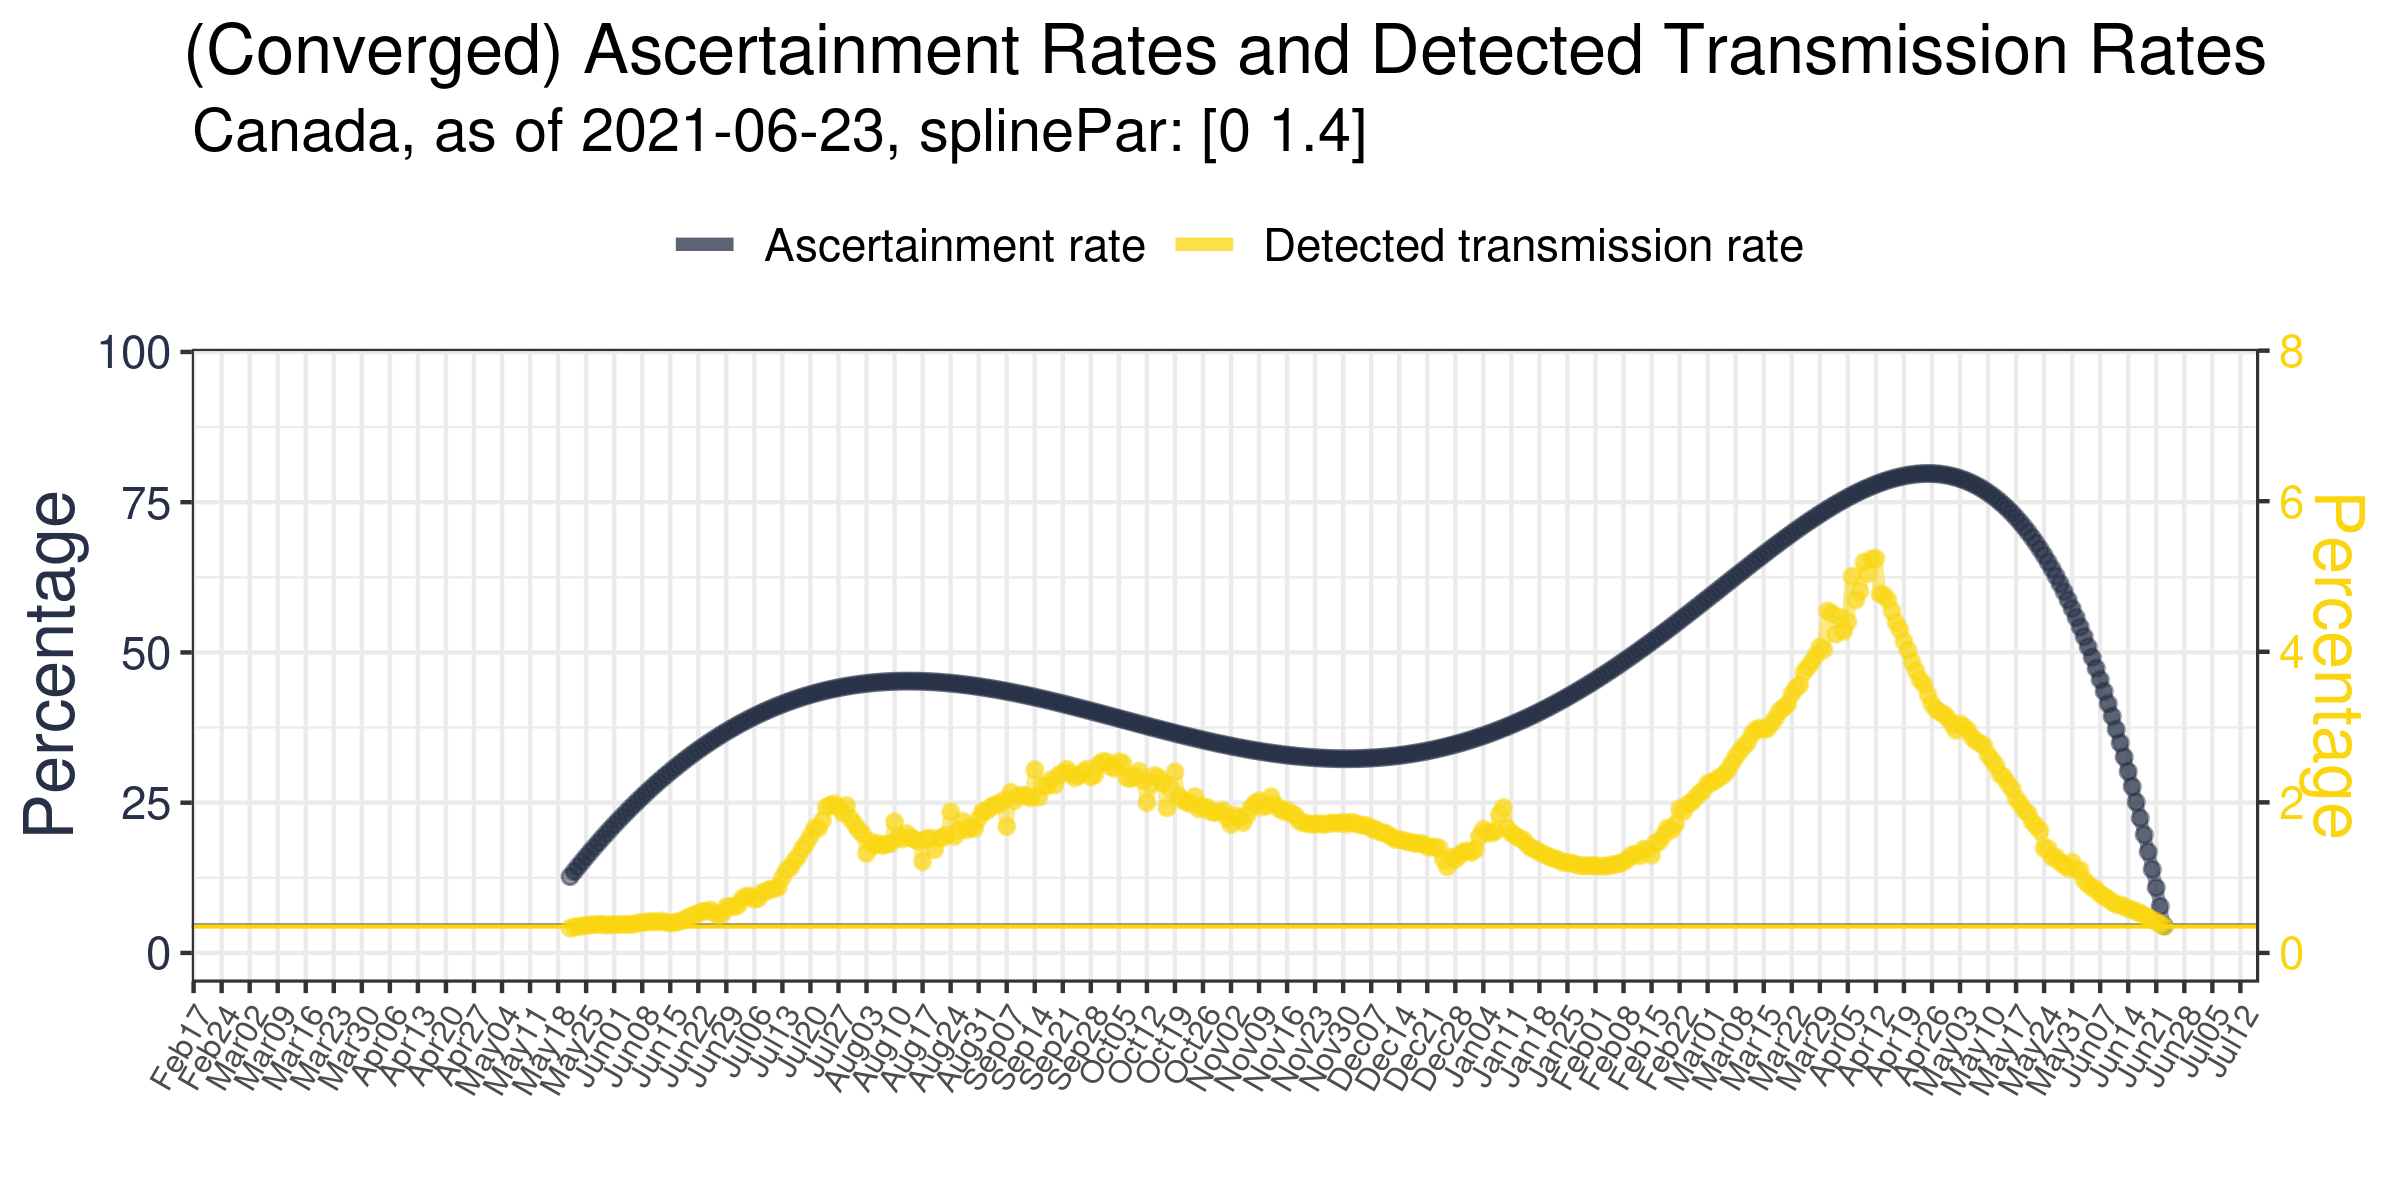 (Converged) Ascertainment Rates and Detected Transmission Rates
Canada, as of 2021-06-23, splinePar: [0 1.4]
Ascertainment rate
Detected transmission rate
Percentage
100
75
50
25
0
8
6
4
2
0
Percentage
Feb17
Feb24
Mar02
Mar09
Mar16
Mar23
Mar30
Apr06
Apr13
Apr20
Apr27
May04
May11
May18
May25
Jun01
Jun08
Jun15
Jun22
Jun29
Jul06
Jul13
Jul20
Jul27
Aug03
Aug10
Aug17
Aug24
Aug31
Sep07
Sep14
Sep21
Sep28
Oct05
Oct12
Oct19
Oct26
Nov02
Nov09
Nov16
Nov23
Nov30
Dec07
Dec14
Dec21
Dec28
Jan04
Jan11
Jan18
Jan25
Feb01
Feb08
Feb15
Feb22
Mar01
Mar08
Mar15
Mar22
Mar29
Apr05
Apr12
Apr19
Apr26
May03
May10
May17
May24
May31
Jun07
Jun14
Jun21
Jun28
Jul05
Jul12